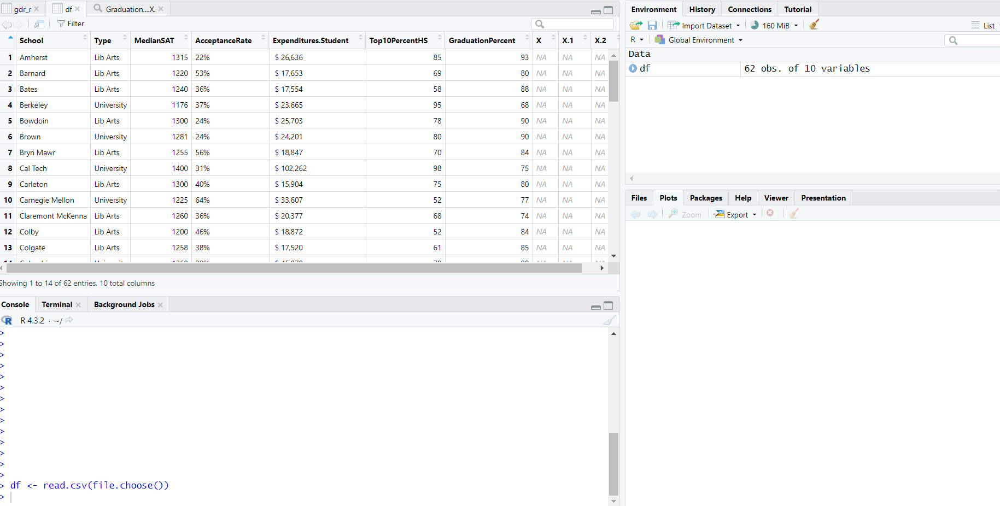 gdr_r
df
Graduation....X.
Filter
School Type MedianSAT AcceptanceRate Expenditures.Student Top10PercentHS GraduationPercent X X.1 X.2
1 Amherst Lib Arts 1315 22% $ 26,636 85 93 NA NA NA
2 Barnard Lib Arts 1220 53% $ 17,653 69 80 NA NA NA
3 Bates Lib Arts 1240 36% $ 17,554 58 88 NA NA NA
4 Berkeley University 1176 37% $ 23,665 95 68 NA NA NA
5 Bowdoin Lib Arts 1300 24% $ 25,703 78 90 NA NA NA
6 Brown University 1281 24% $ 24,201 80 90 NA NA NA
7 Bryn Mawr Lib Arts 1255 56% $ 18,847 70 84 NA NA NA
8 Cal Tech University 1400 31% $ 102,262 98 75 NA NA NA
9 Carleton Lib Arts 1300 40% $ 15,904 75 80 NA NA NA
10 Carnegie Mellon University 1225 64% $ 33,607 52 77 NA NA NA
11 Claremont McKenna Lib Arts 1260 36% $ 20,377 68 74 NA NA NA
12 Colby Lib Arts 1200 46% $ 18,872 52 84 NA NA NA
13 Colgate Lib Arts 1258 38% $ 17,520 61 85 NA NA NA
Showing 1 to 14 of 62 entries, 10 total columns
Console Terminal Background Jobs
R 4.3.2 · ~/
>
>
>
>
>
>
>
>
>
>
>
>
>
>
> df <- read.csv(file.choose())
>
Environment History Connections Tutorial
Import Dataset 160 MiB List
R Global Environment
Data
df 62 obs. of 10 variables
Files Plots Packages Help Viewer Presentation
Zoom Export